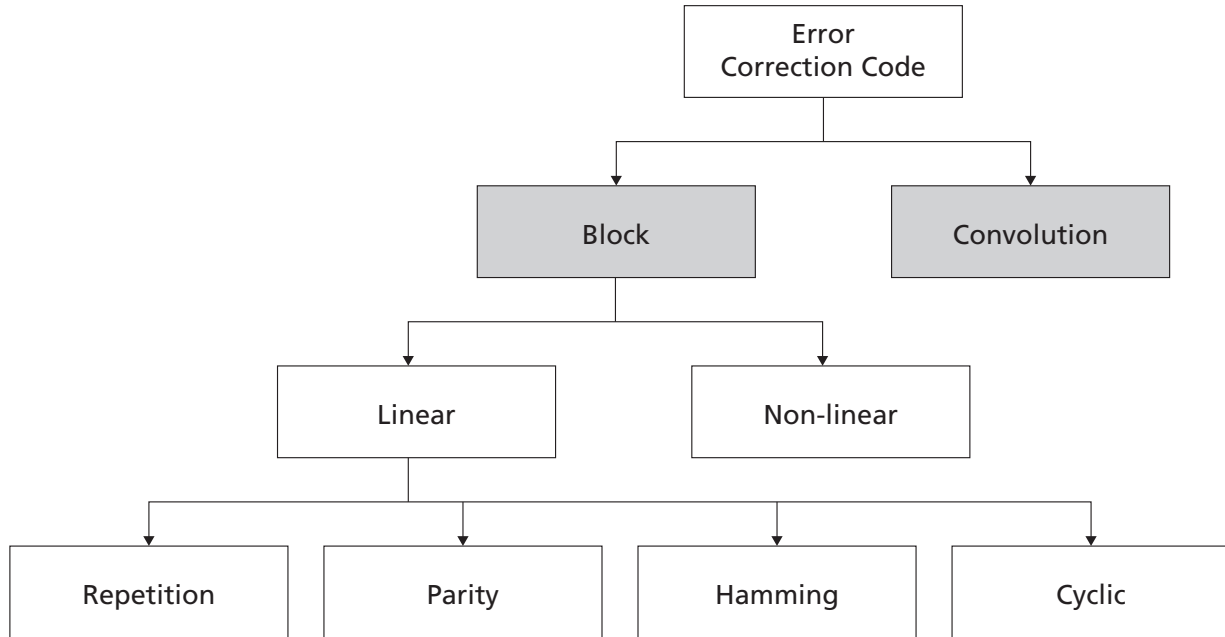 Error
Correction Code
Block
Convolution
Linear
Non-linear
Repetition
Parity
Hamming
Cyclic